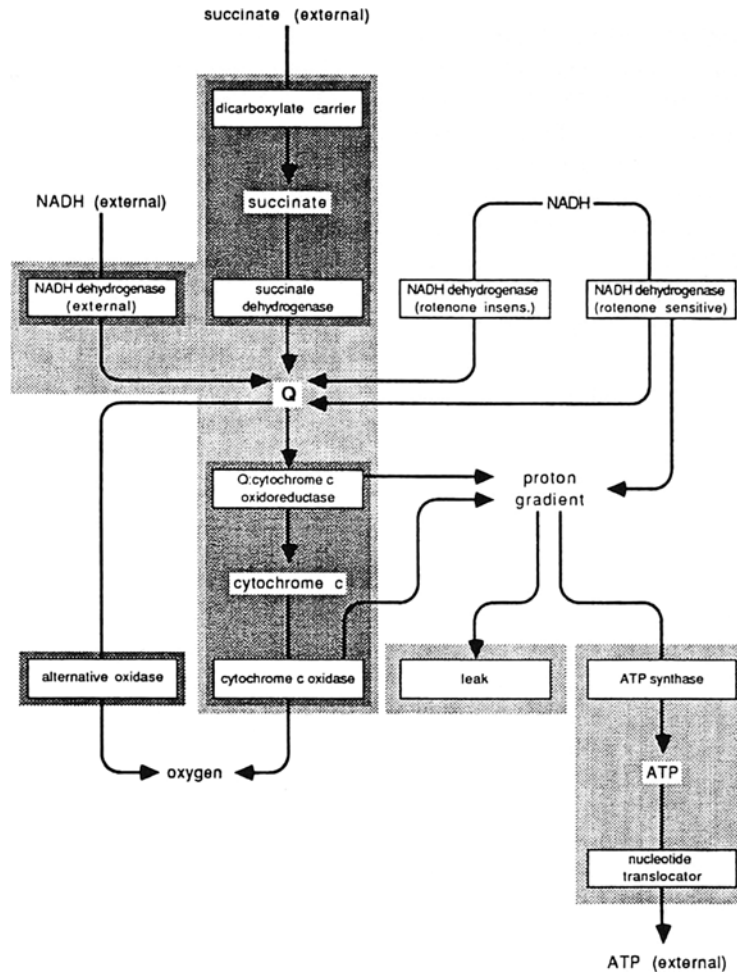 succinate (external)
dicarboxylate carrier
NADH (external)
succinate
NADH
NADH dehydrogenase
(external)
succinate
dehydrogenase
NADH dehydrogenase
(rotenone insens.)
NADH dehydrogenase
(rotenone sensitive)
Q
Q:cytochrome c
oxidoreductase
proton
gradient
cytochrome c
alternative oxidase
cytochrome c oxidase
leak
ATP synthase
oxygen
ATP
nucleotide
translocator
ATP (external)